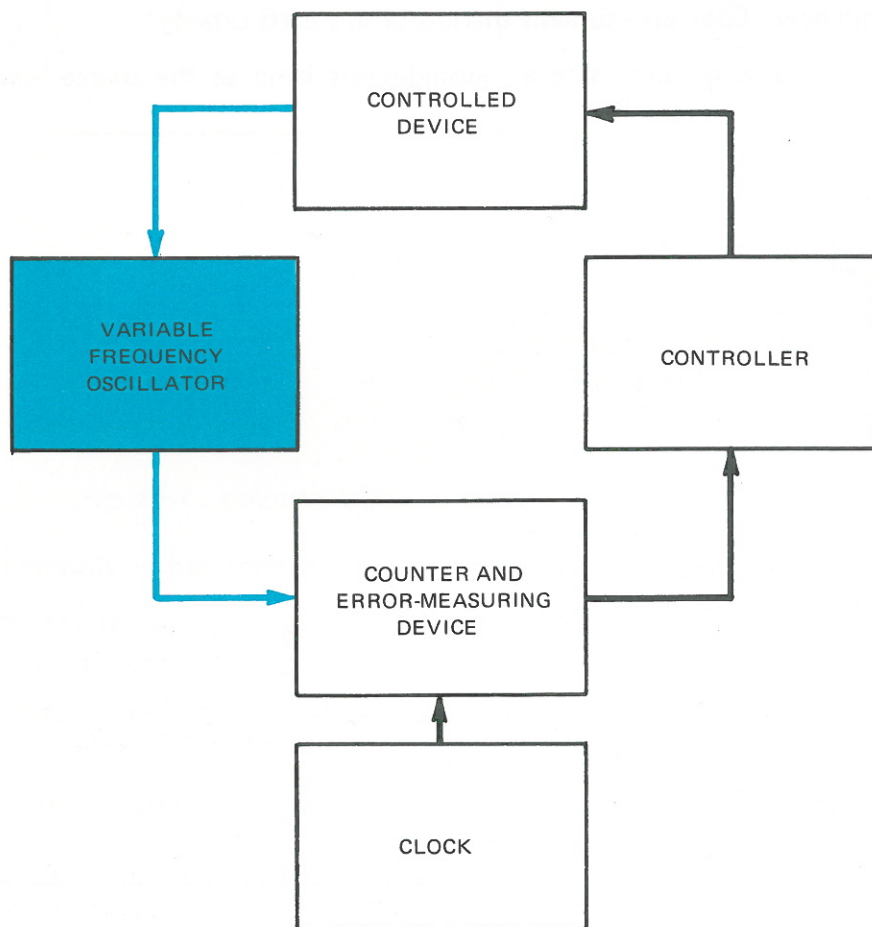 CONTROLLED
DEVICE
VARIABLE
FREQUENCY
OSCILLATOR
CONTROLLER
COUNTER AND
ERROR-MEASURING
DEVICE
CLOCK